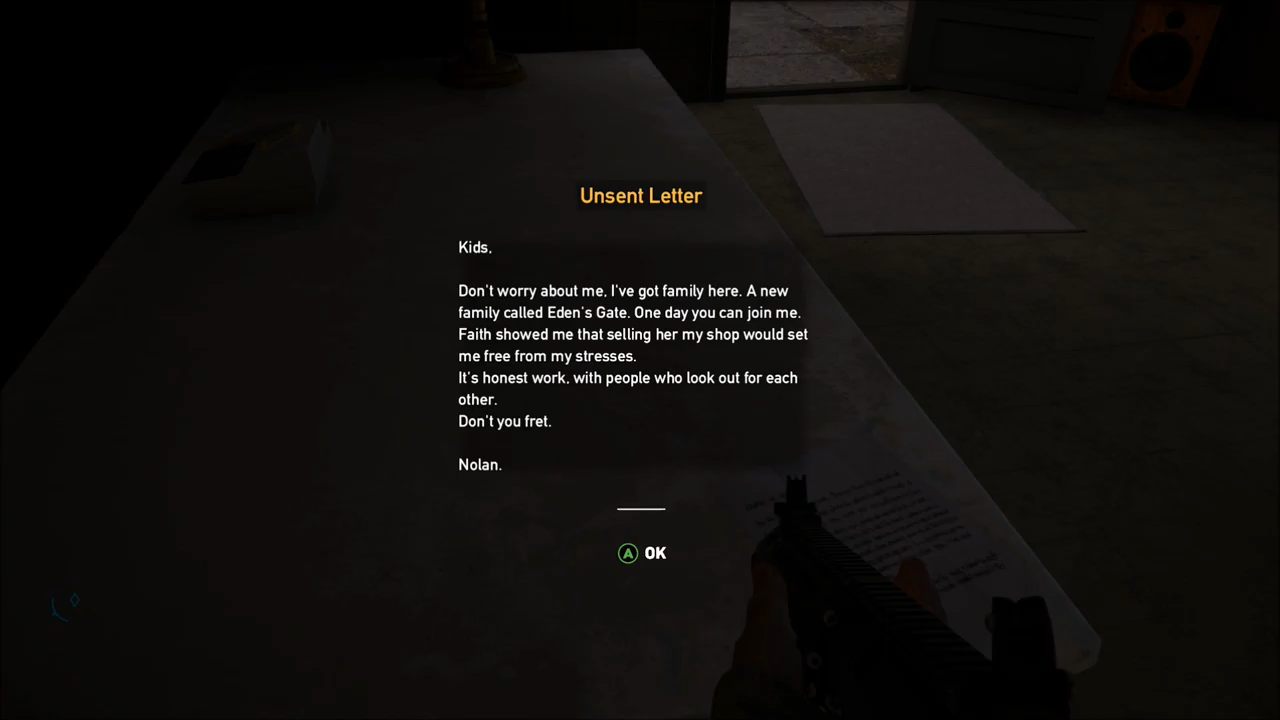 Unsent Letter
Kids,
Don't worry about me, I've got family here. A new
family called Eden's Gate. One day you can join me.
Faith showed me that selling her my shop would set
me free from my stresses.
It's honest work, with people who look out for each
other.
Don't you fret.
Nolan.
A OK